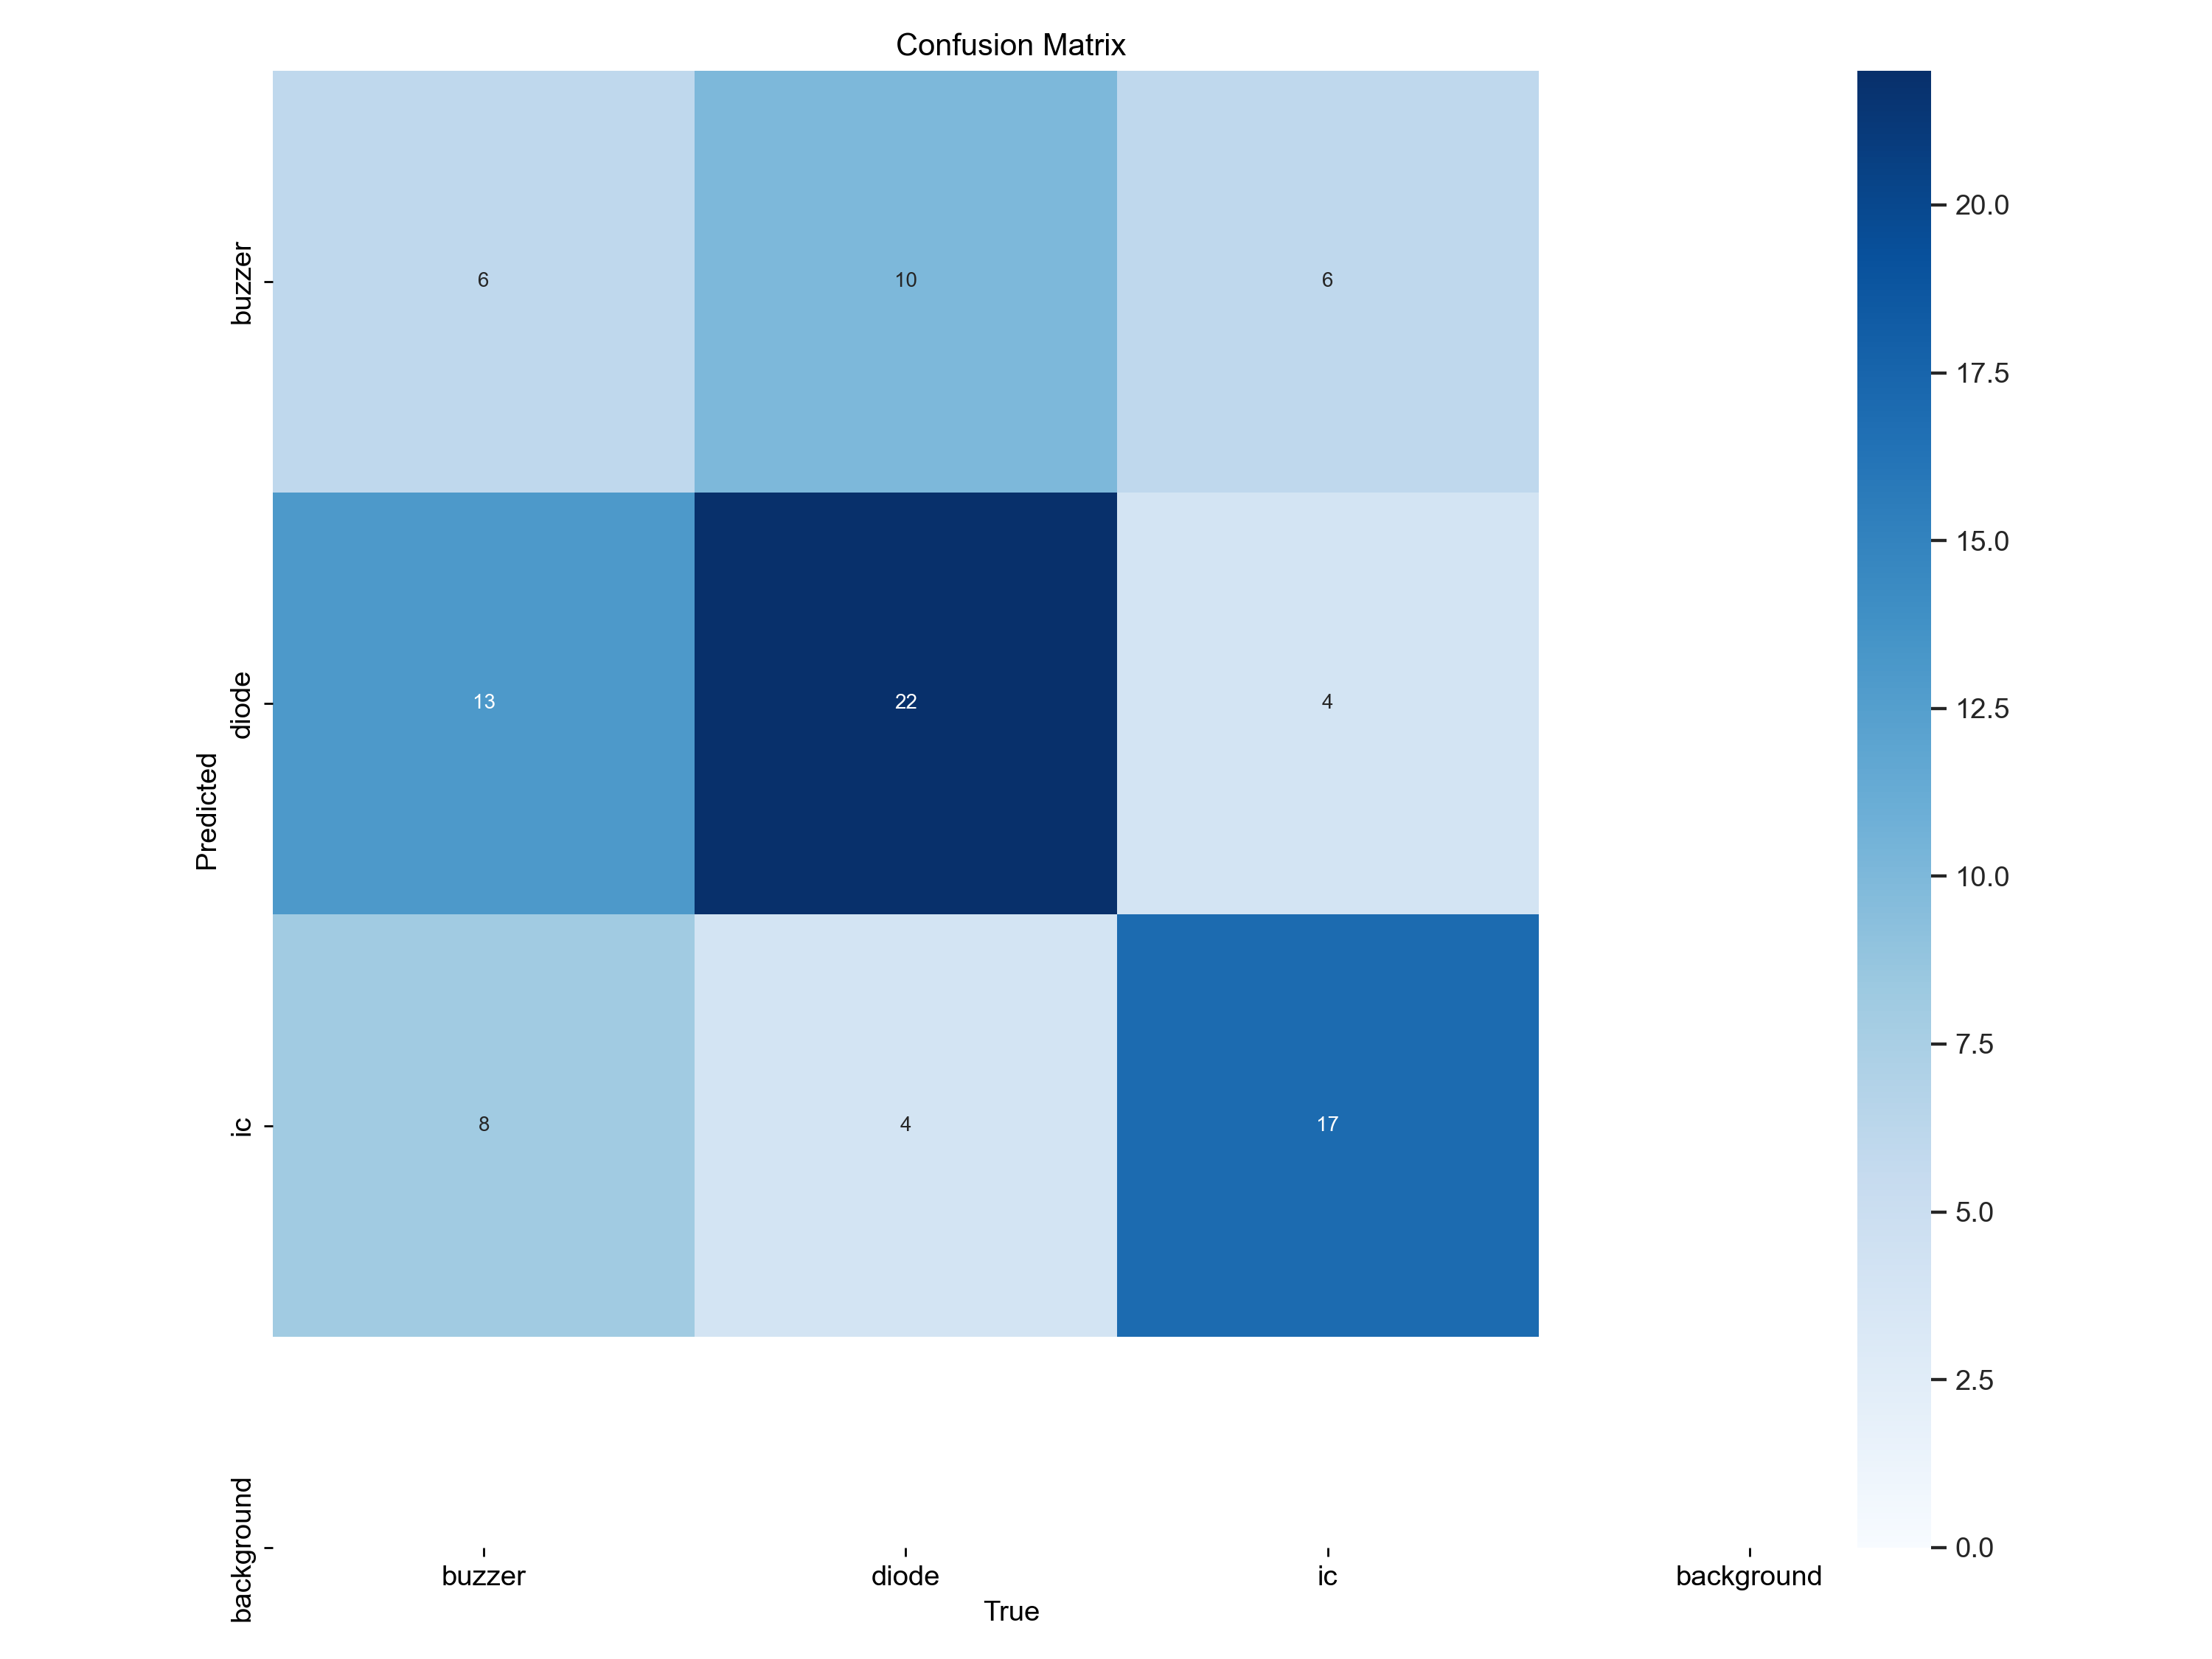 Confusion Matrix
buzzer
6
10
6
diode
13
22
4
ic
8
4
17
background
Predicted
buzzer
diode
ic
background
True
20.0
17.5
15.0
12.5
10.0
7.5
5.0
2.5
0.0